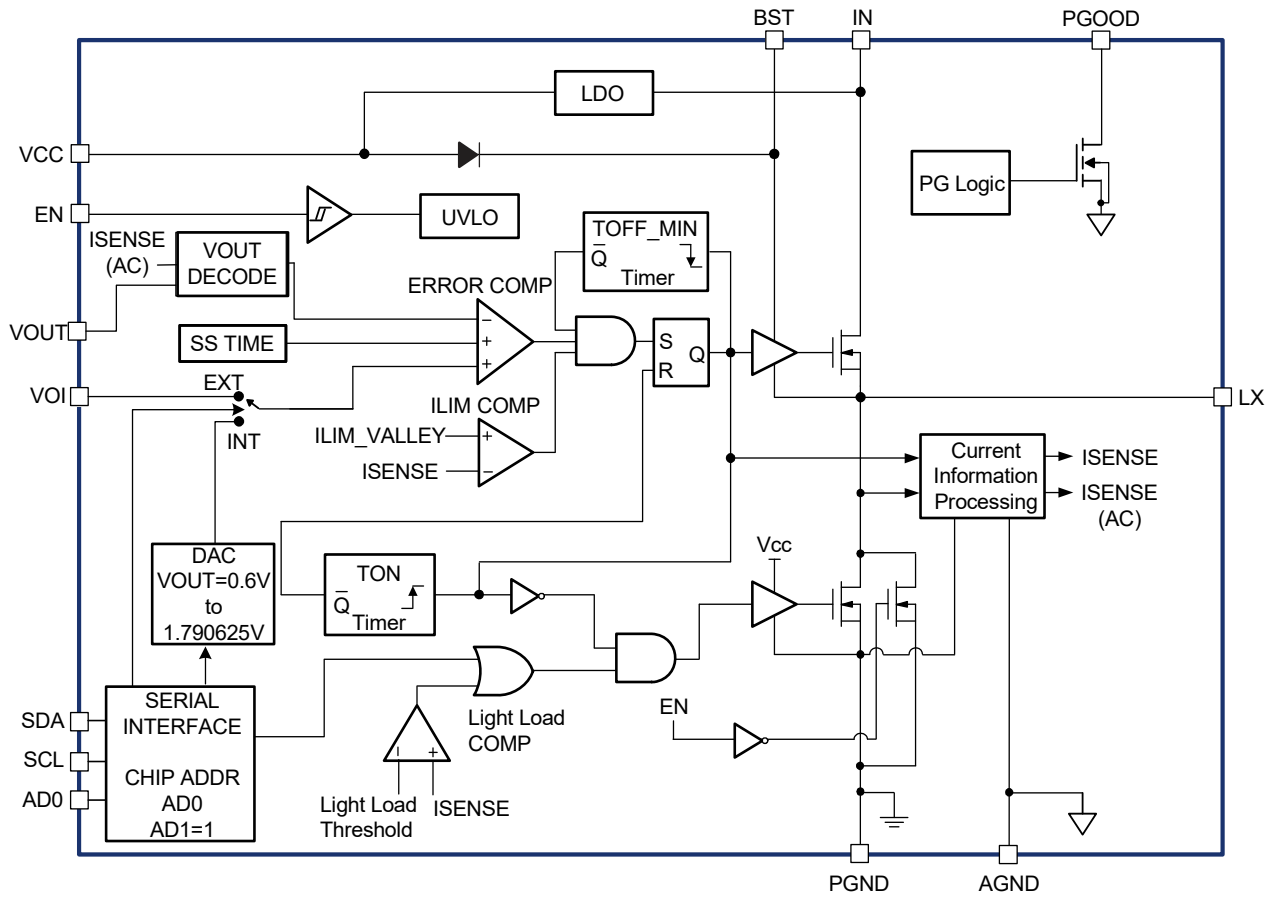 BST
IN
PGOOD
LDO
VCC
PG Logic
EN
UVLO
ISENSE
(AC)
VOUT
DECODE
TOFF_MIN
Q̅
Timer
ERROR COMP
VOUT
SS TIME
−
+
+
S
R
Q
VOI
EXT
INT
LX
ILIM COMP
ILIM_VALLEY
+
ISENSE
−
Current
Information
Processing
ISENSE
ISENSE
(AC)
DAC
VOUT=0.6V
to
1.790625V
TON
Q̅
Timer
Vcc
SDA
SCL
AD0
SERIAL
INTERFACE
CHIP ADDR
AD0
AD1=1
Light Load
COMP
−
+
Light Load
Threshold
ISENSE
EN
PGND
AGND